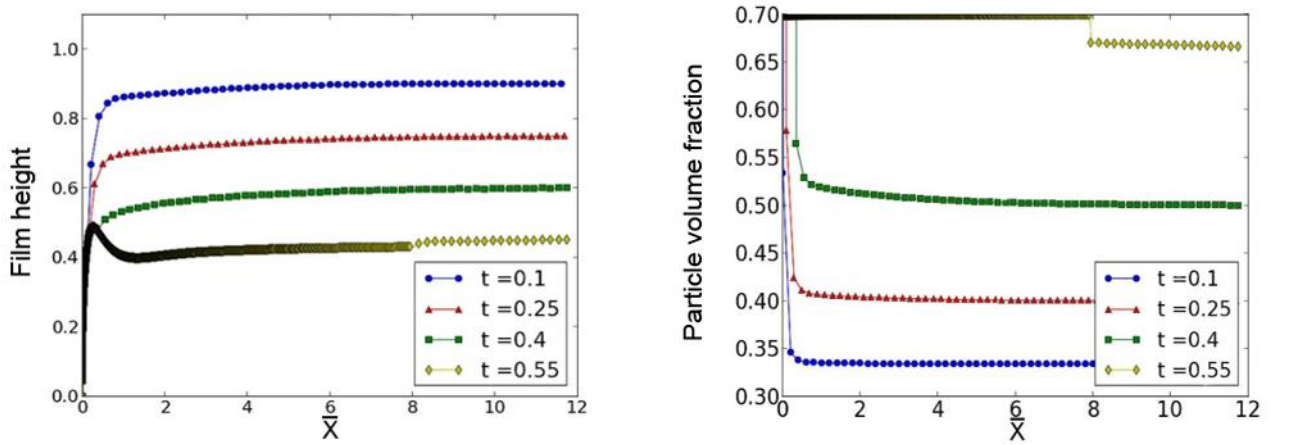 Film height
1.0
0.8
0.6
0.4
0.2
0.0
0 2 4 6 8 10 12
X̄
t =0.1
t =0.25
t =0.4
t =0.55
Particle volume fraction
0.70
0.65
0.60
0.55
0.50
0.45
0.40
0.35
0.30
0 2 4 6 8 10 12
X̄
t =0.1
t =0.25
t =0.4
t =0.55